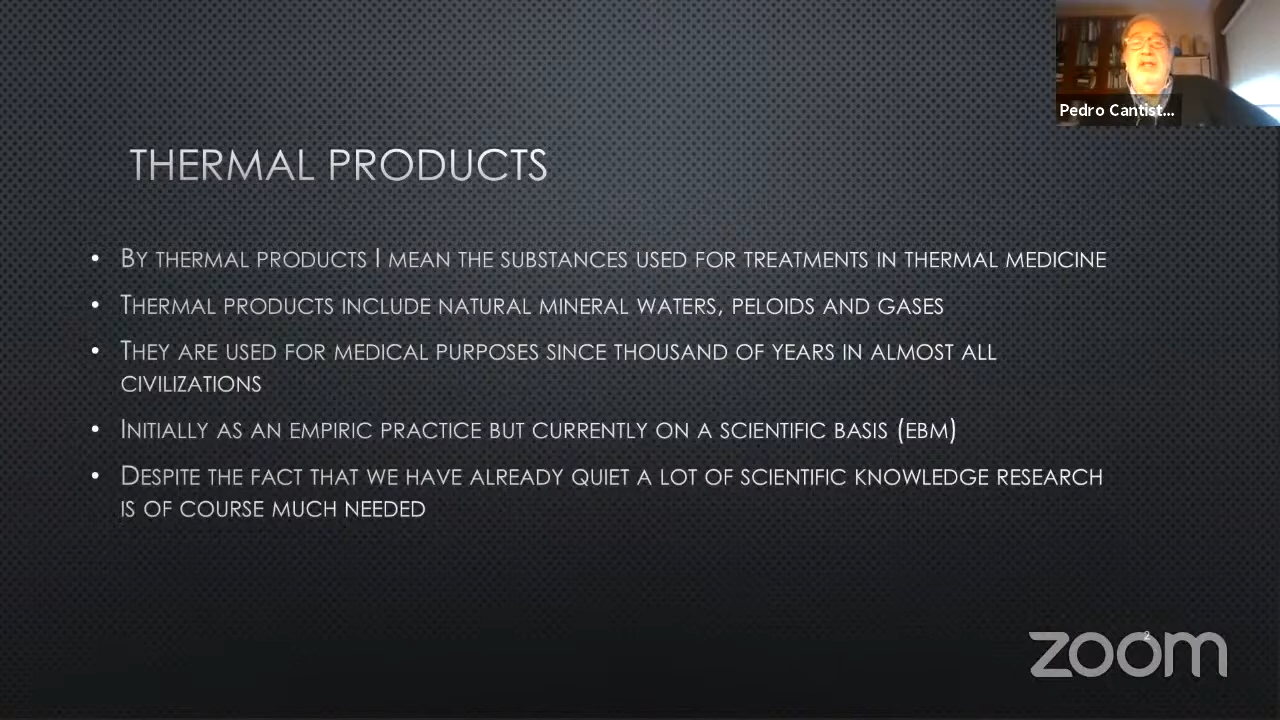 Pedro Cantist...
THERMAL PRODUCTS
• BY THERMAL PRODUCTS I MEAN THE SUBSTANCES USED FOR TREATMENTS IN THERMAL MEDICINE
• THERMAL PRODUCTS INCLUDE NATURAL MINERAL WATERS, PELOIDS AND GASES
• THEY ARE USED FOR MEDICAL PURPOSES SINCE THOUSAND OF YEARS IN ALMOST ALL
CIVILIZATIONS
• INITIALLY AS AN EMPIRIC PRACTICE BUT CURRENTLY ON A SCIENTIFIC BASIS (EBM)
• DESPITE THE FACT THAT WE HAVE ALREADY QUIET A LOT OF SCIENTIFIC KNOWLEDGE RESEARCH
IS OF COURSE MUCH NEEDED
2
zoom